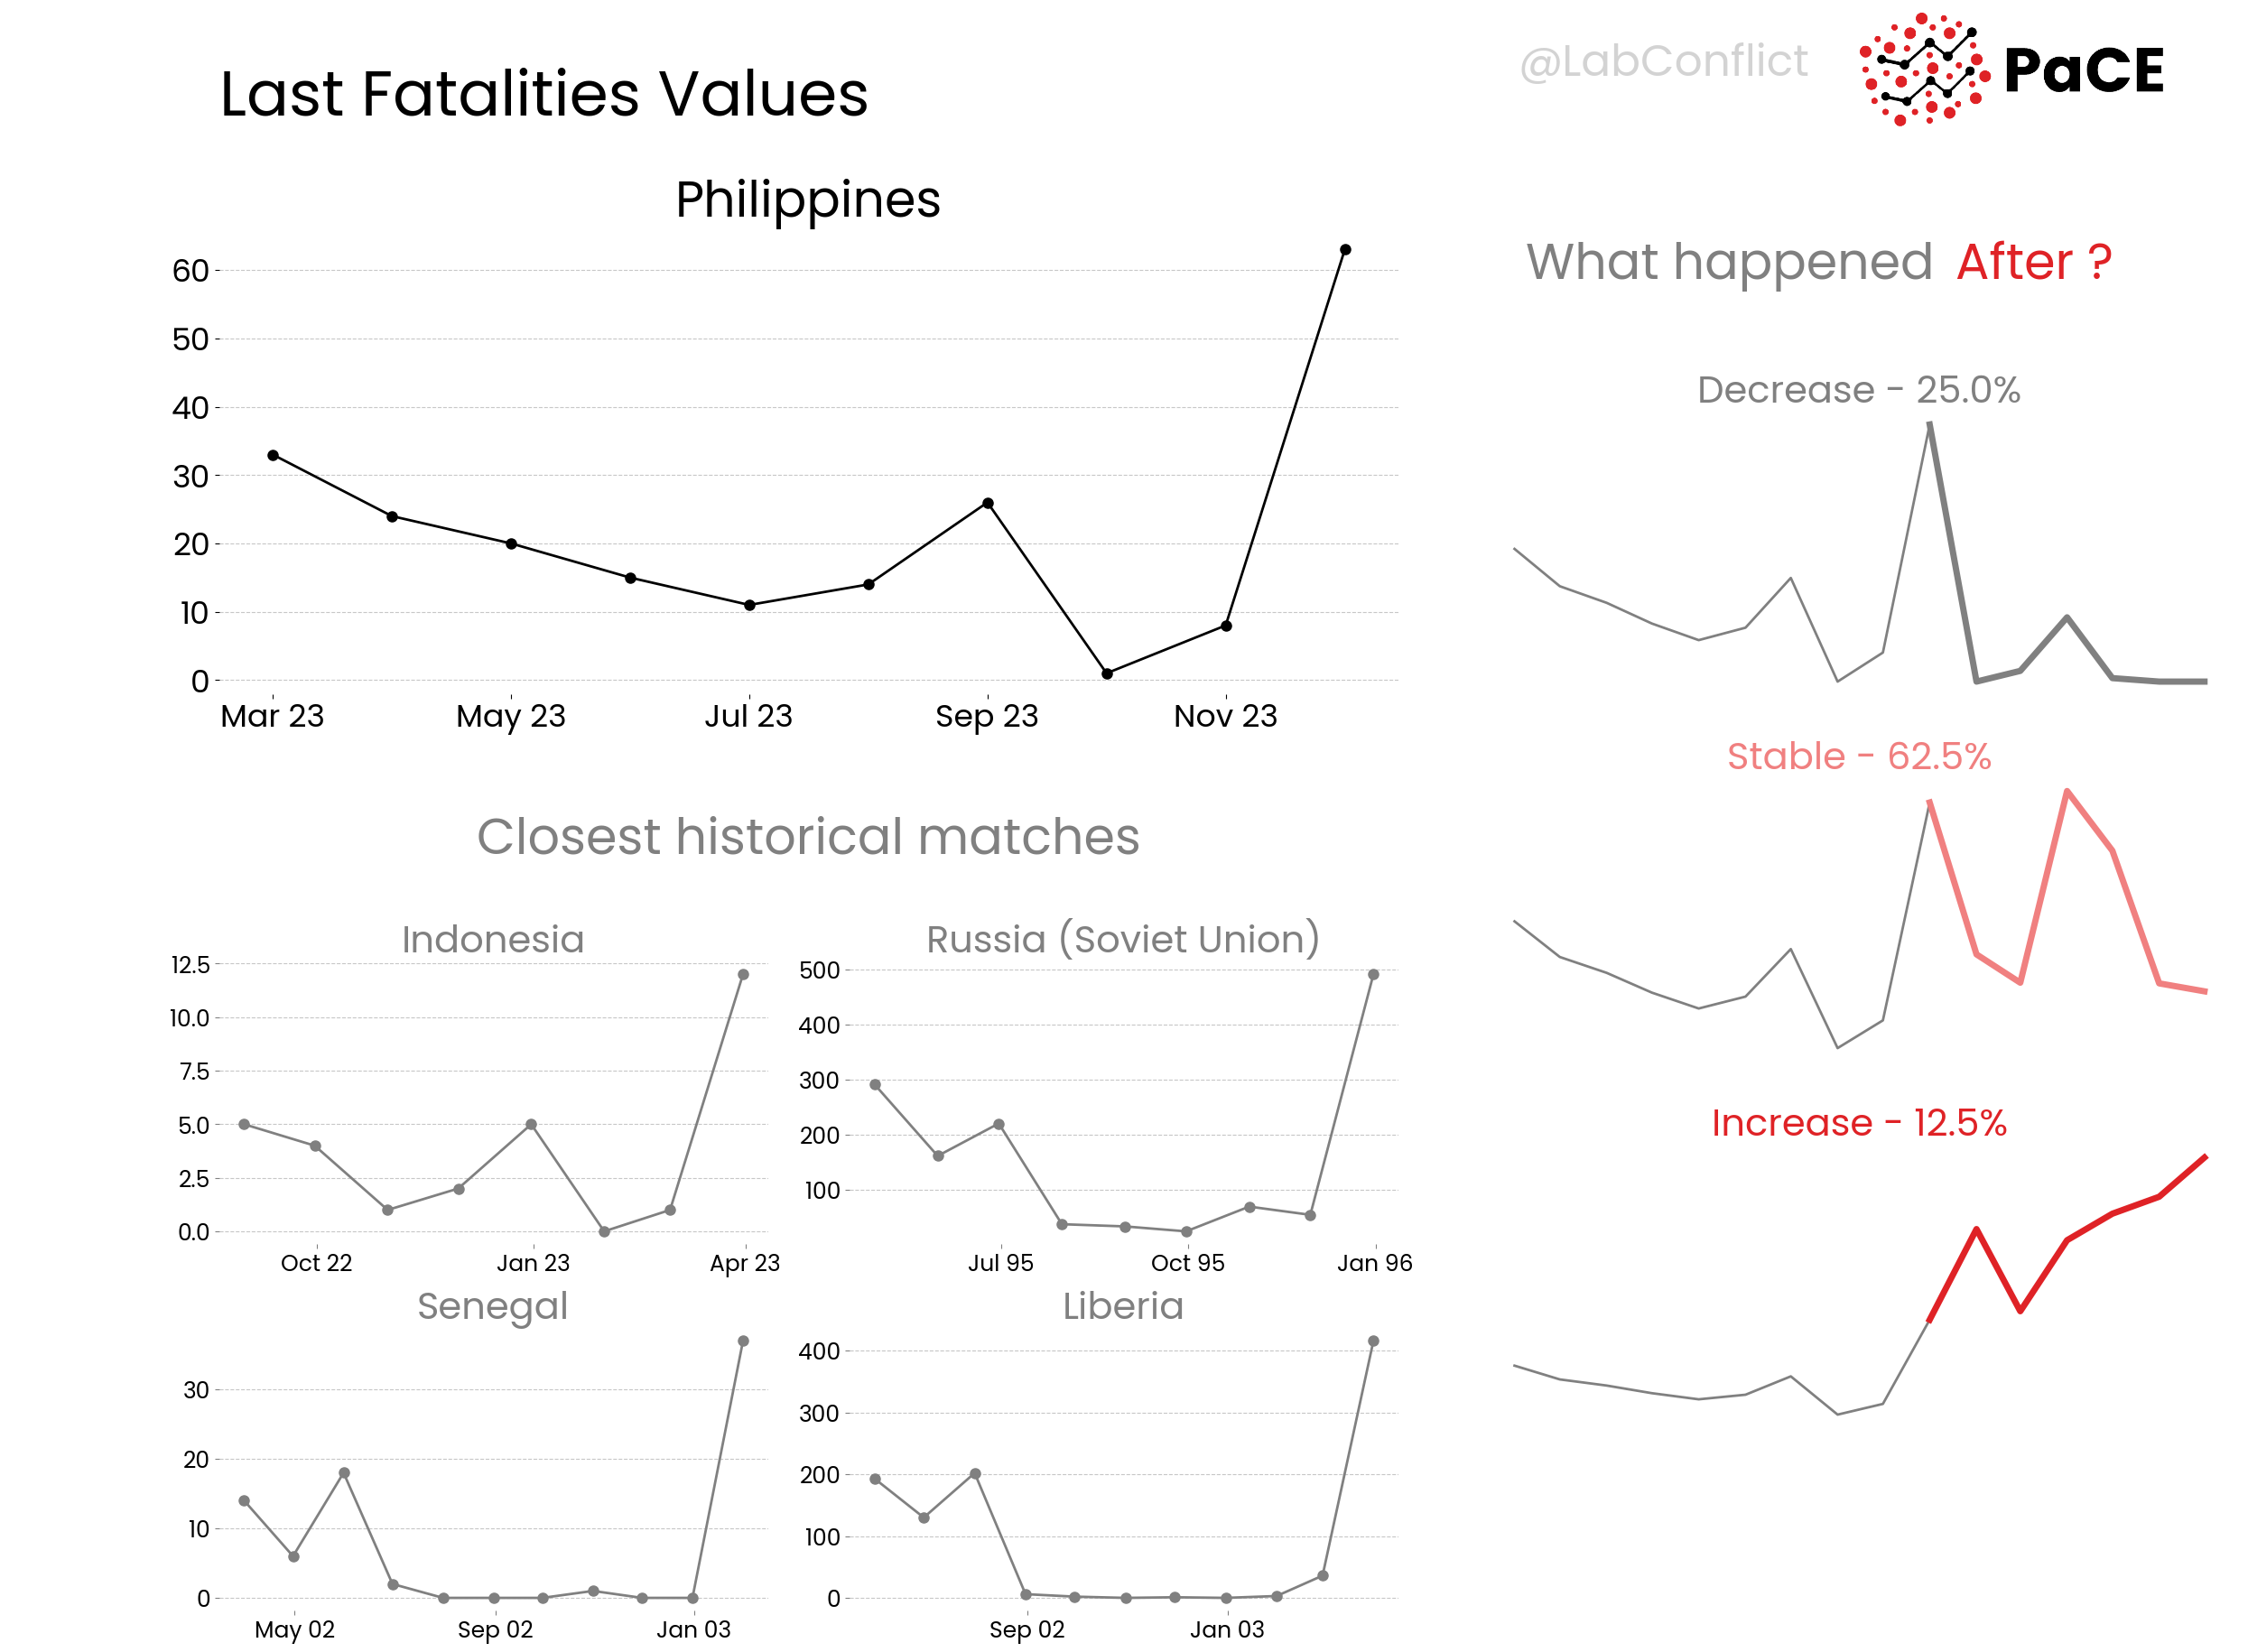 Last Fatalities Values
@LabConflict
PaCE
Philippines
60
50
40
30
20
10
0
Mar 23 May 23 Jul 23 Sep 23 Nov 23
What happened After ?
Decrease - 25.0%
Stable - 62.5%
Increase - 12.5%
Closest historical matches
Indonesia
12.5
10.0
7.5
5.0
2.5
0.0
Oct 22 Jan 23 Apr 23
Russia (Soviet Union)
500
400
300
200
100
Jul 95 Oct 95 Jan 96
Senegal
30
20
10
0
May 02 Sep 02 Jan 03
Liberia
400
300
200
100
0
Sep 02 Jan 03